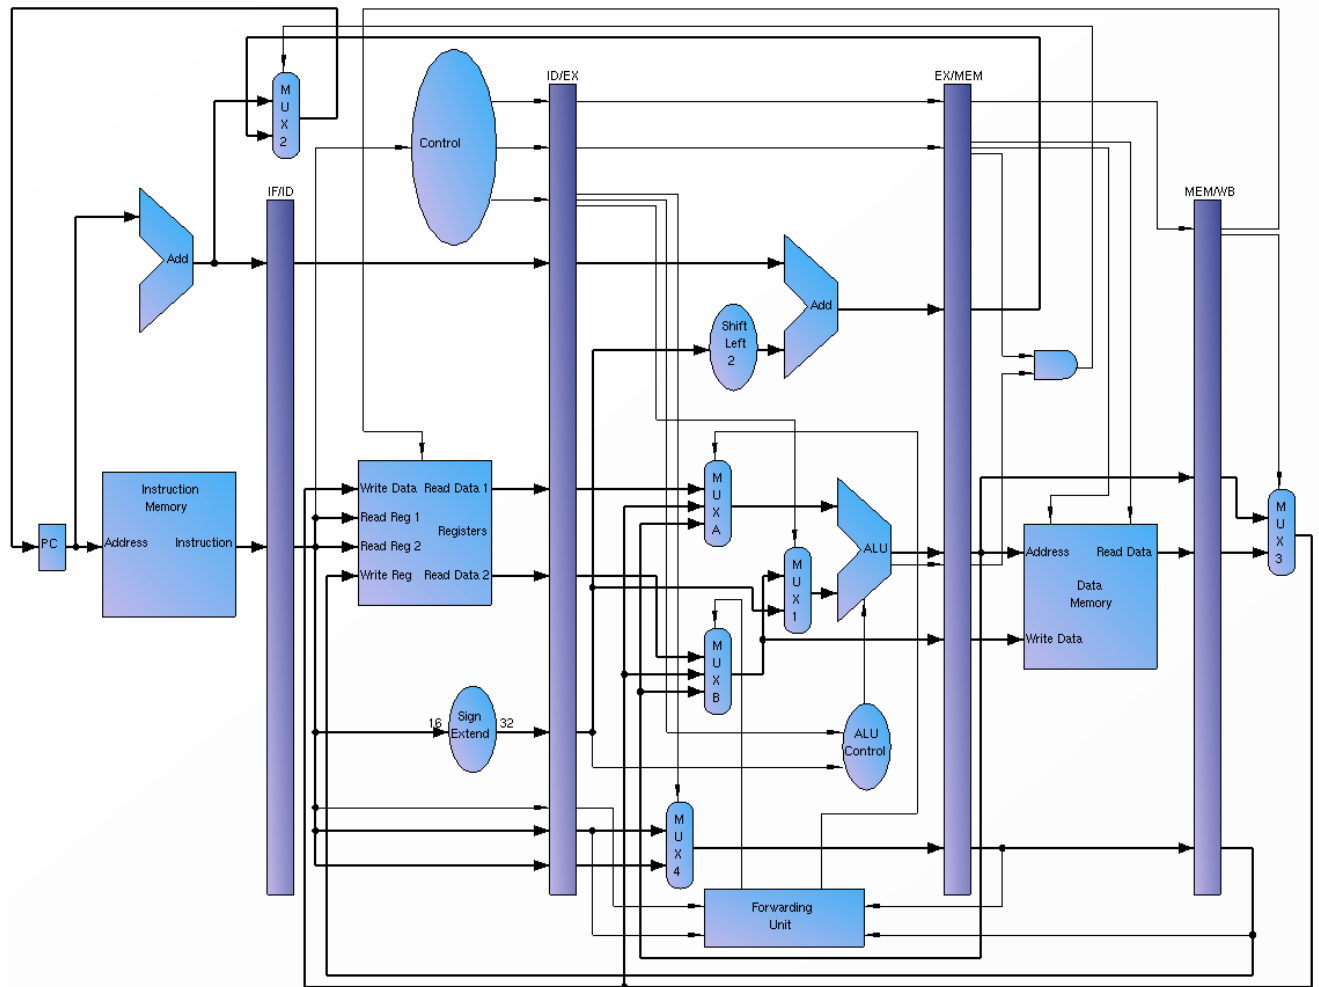 ID/EX
EX/MEM
M
U
X
2
Control
IF/ID
MEM/WB
Add
Add
Shift
Left
2
Instruction
Memory
Write Data
Read Data 1
Read Reg 1
Registers
Read Reg 2
Write Reg
Read Data 2
M
U
X
A
M
U
X
3
PC
Address
Instruction
ALU
Address
Read Data
Data
Memory
M
U
X
1
Write Data
M
U
X
B
16
Sign
Extend
32
ALU
Control
M
U
X
4
Forwarding
Unit